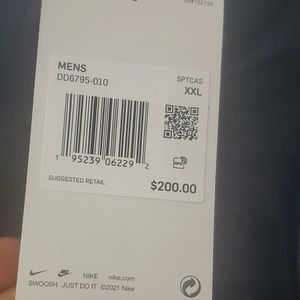 MENS
DD6795-010
SPTCAS
XXL
1 95239 06229 2
SUGGESTED RETAIL
$200.00
NIKE nike.com
SWOOSH JUST DO IT ©2021 Nike